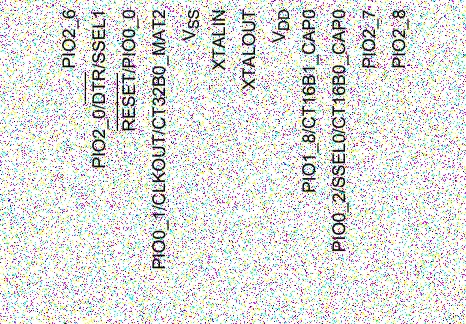 PIO2_6
PIO2_0/DTR/SSEL1
RESET/PIO0_0
PIO0_1/CLKOUT/CT32B0_MAT2
VSS
XTALIN
XTALOUT
VDD
PIO1_8/CT16B1_CAP0
PIO0_2/SSEL0/CT16B0_CAP0
PIO2_7
PIO2_8